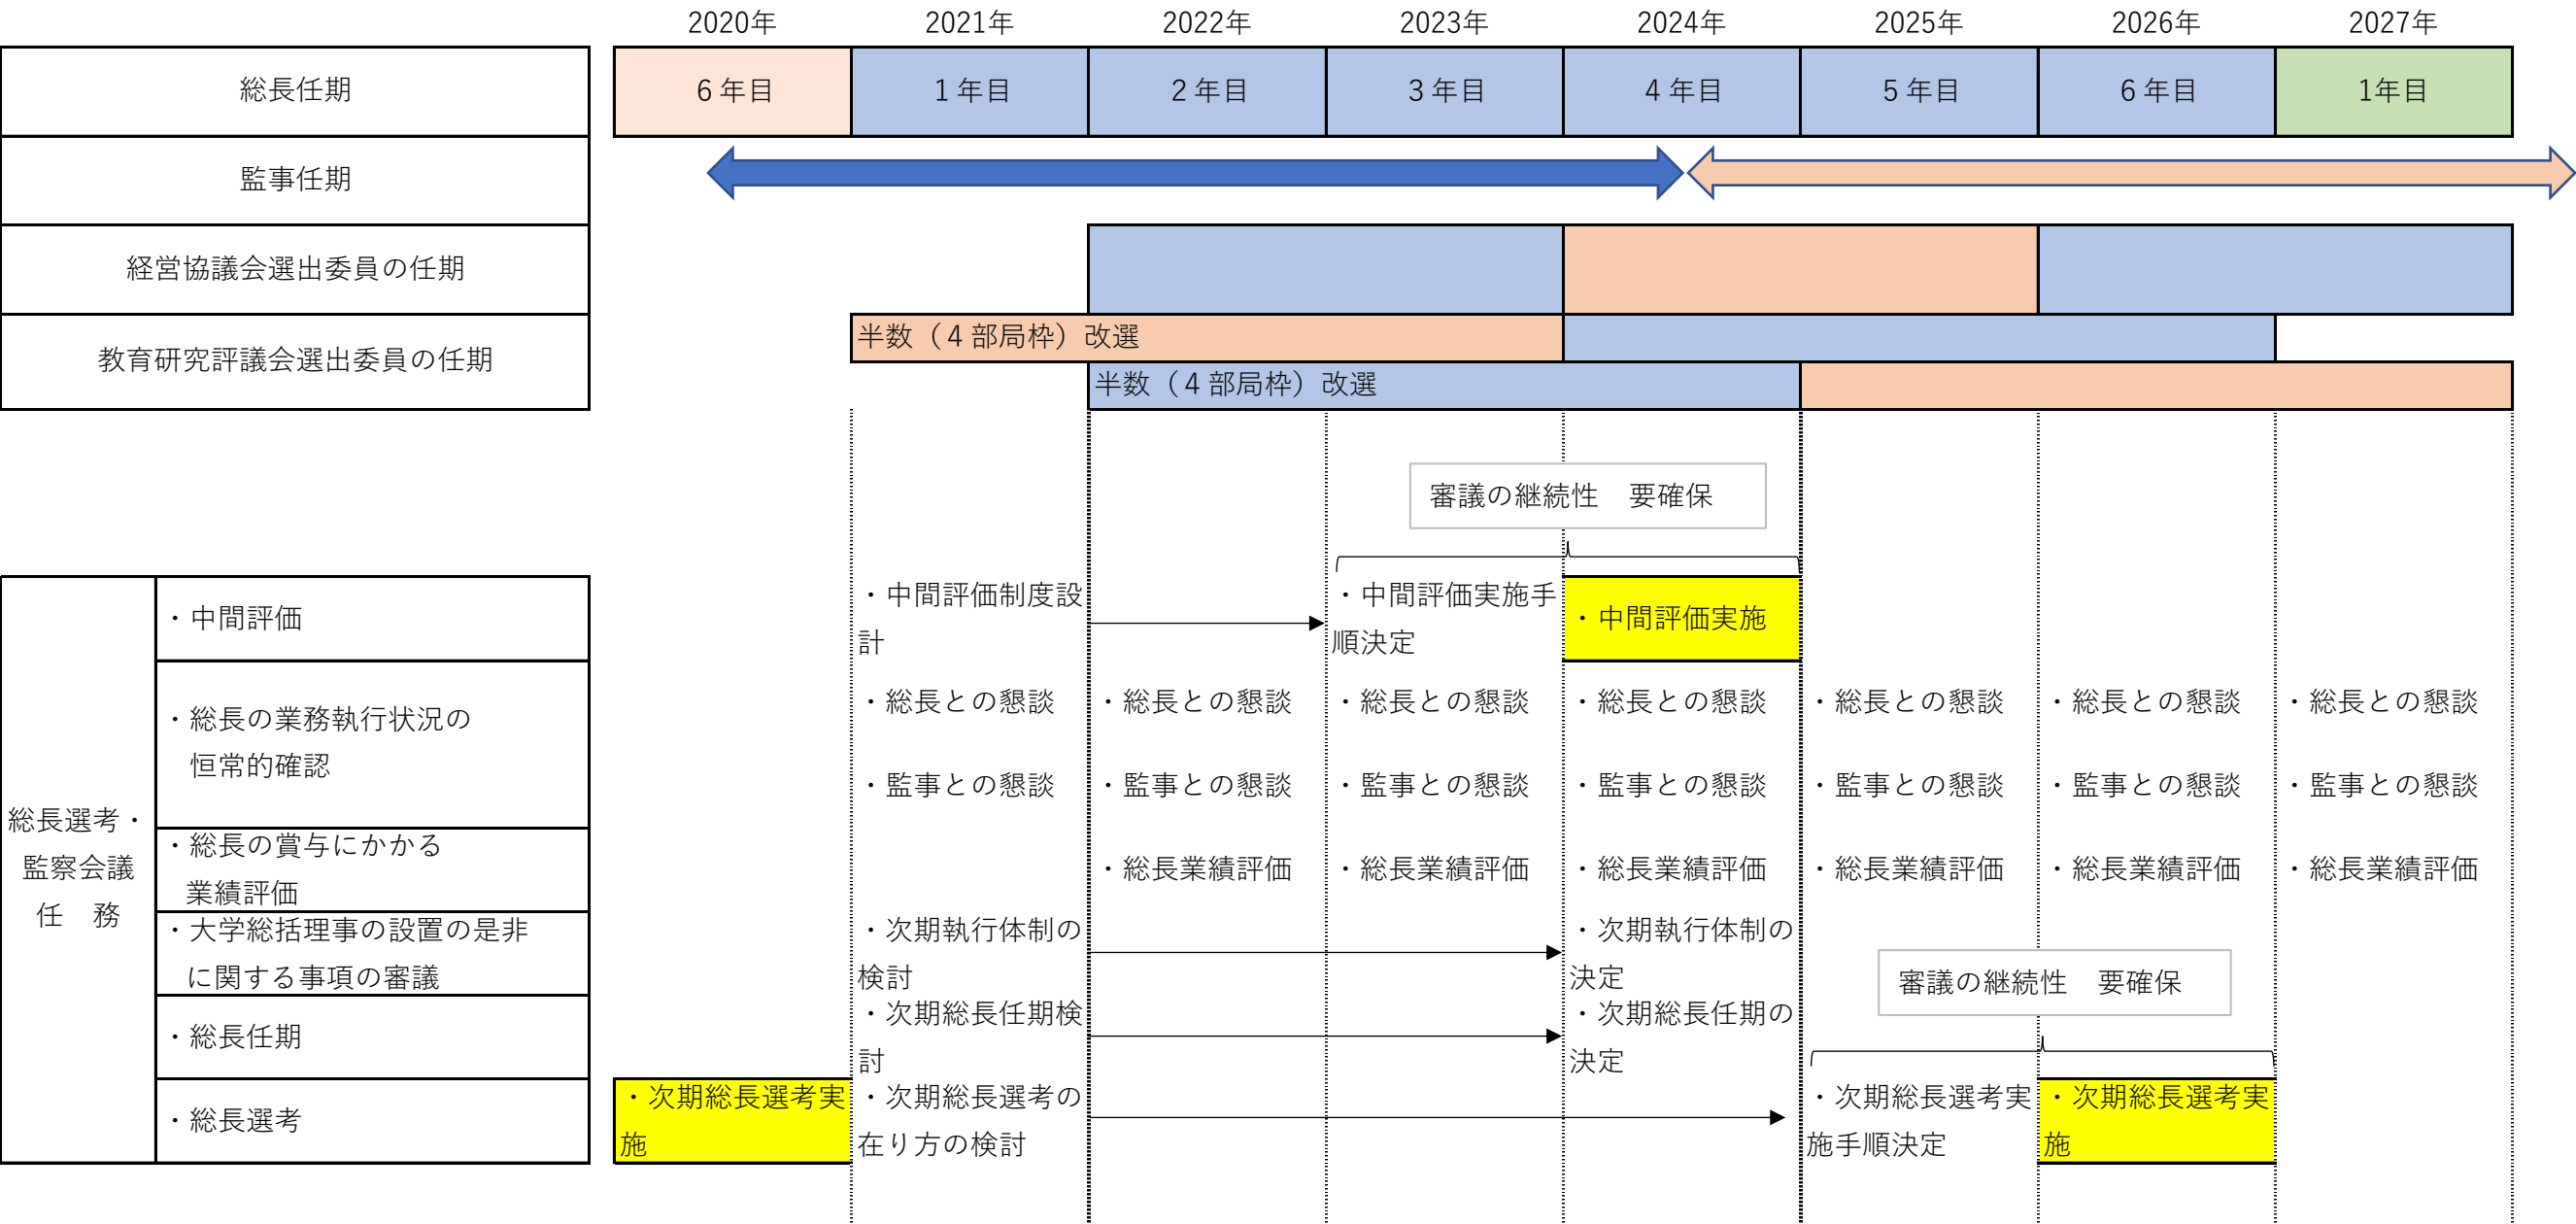 2020年 2021年 2022年 2023年 2024年 2025年 2026年 2027年
総長任期 6 年目 1 年目 2 年目 3 年目 4 年目 5 年目 6 年目 1年目
監事任期
経営協議会選出委員の任期
半数（4 部局枠）改選
教育研究評議会選出委員の任期
半数（4 部局枠）改選
審議の継続性　要確保
総長選考・
監察会議
任　務
・中間評価
・中間評価制度設
計
・中間評価実施手
順決定
・中間評価実施
・総長の業務執行状況の
恒常的確認
・総長との懇談 ・総長との懇談 ・総長との懇談 ・総長との懇談 ・総長との懇談 ・総長との懇談 ・総長との懇談
・監事との懇談 ・監事との懇談 ・監事との懇談 ・監事との懇談 ・監事との懇談 ・監事との懇談 ・監事との懇談
・総長の賞与にかかる
業績評価
・総長業績評価 ・総長業績評価 ・総長業績評価 ・総長業績評価 ・総長業績評価 ・総長業績評価
・大学総括理事の設置の是非
に関する事項の審議
・次期執行体制の
検討
・次期執行体制の
決定
審議の継続性　要確保
・総長任期
・次期総長任期検
討
・次期総長任期の
決定
・総長選考
・次期総長選考実
施
・次期総長選考の
在り方の検討
・次期総長選考実
施手順決定
・次期総長選考実
施